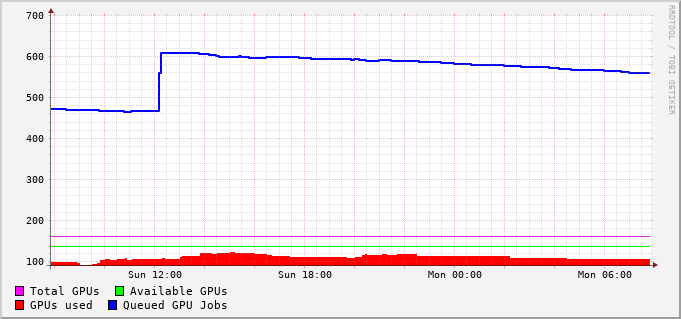 700
600
500
400
300
200
100
Sun 12:00 Sun 18:00 Mon 00:00 Mon 06:00
Total GPUs Available GPUs
GPUs used Queued GPU Jobs
RRDTOOL / TOBI OETIKER